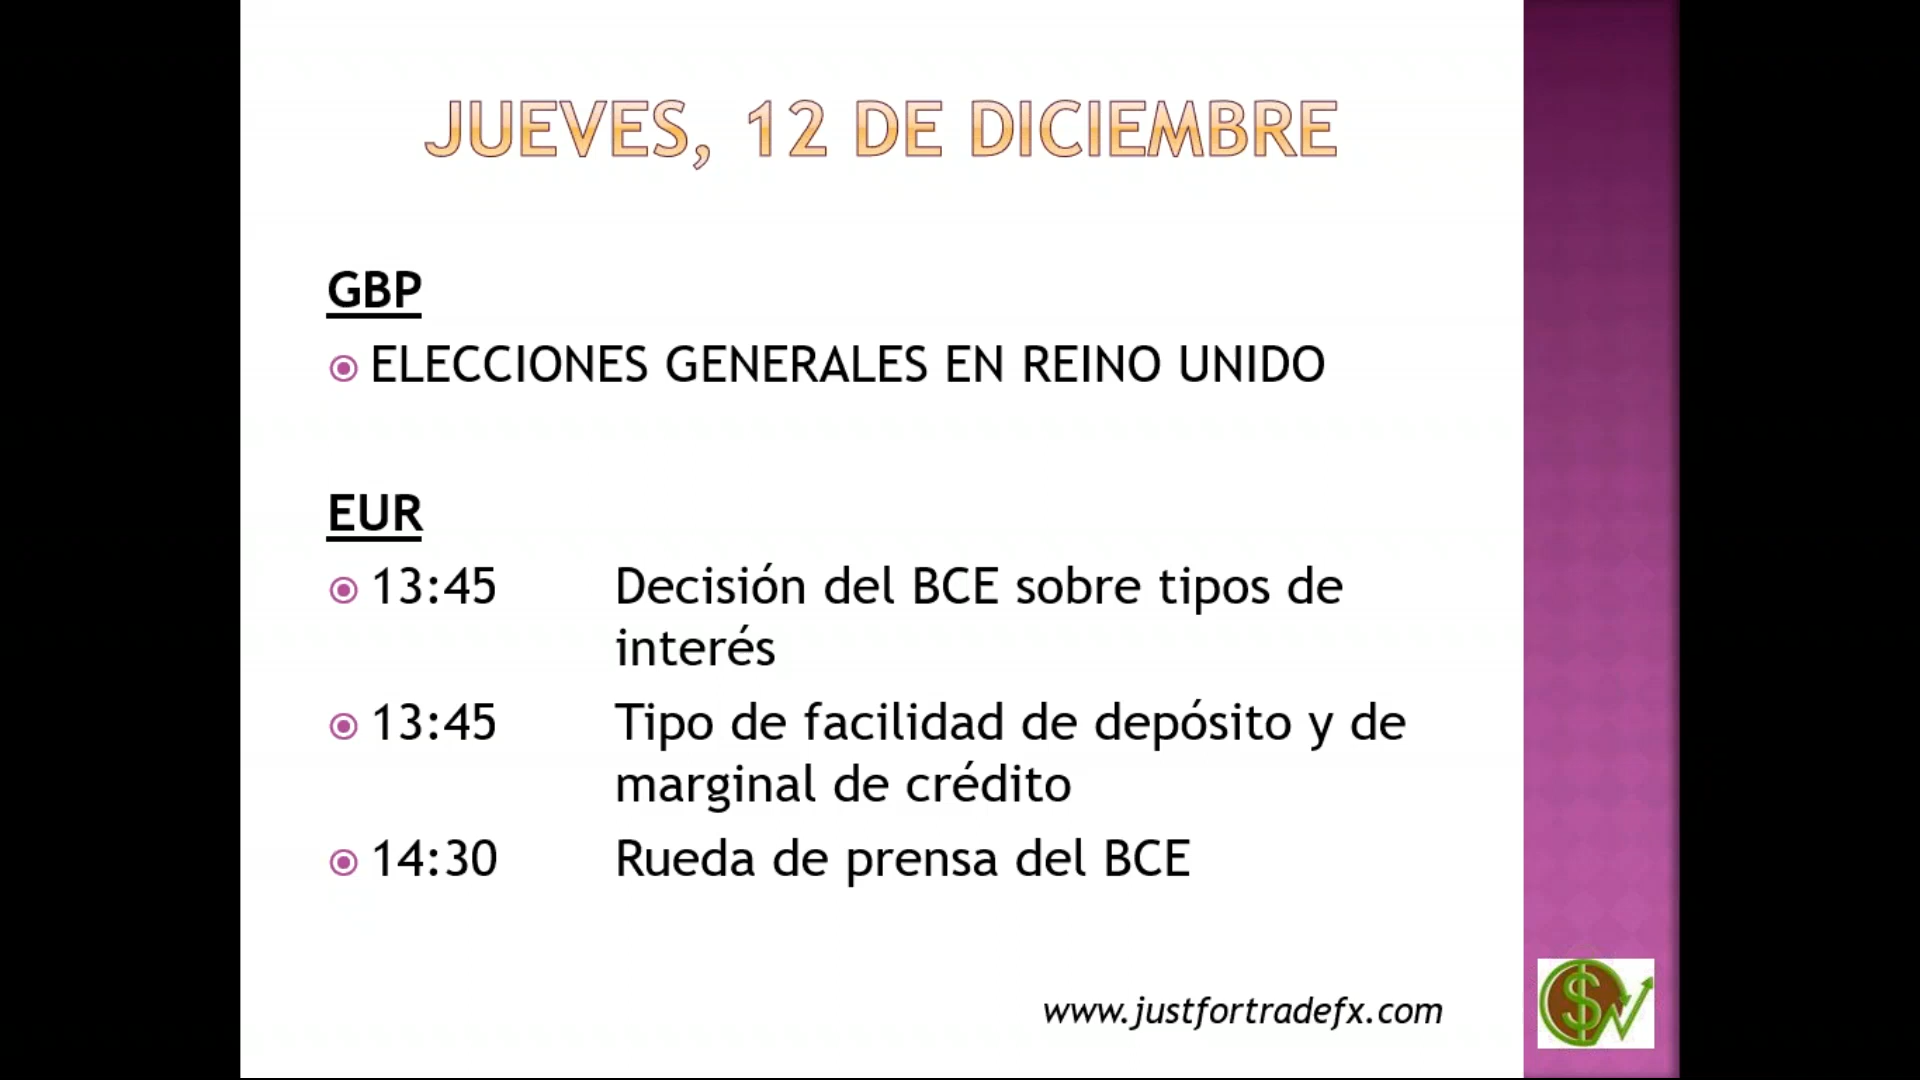 JUEVES, 12 DE DICIEMBRE
GBP
ELECCIONES GENERALES EN REINO UNIDO
EUR
13:45 Decisión del BCE sobre tipos de
interés
13:45 Tipo de facilidad de depósito y de
marginal de crédito
14:30 Rueda de prensa del BCE
www.justfortradefx.com